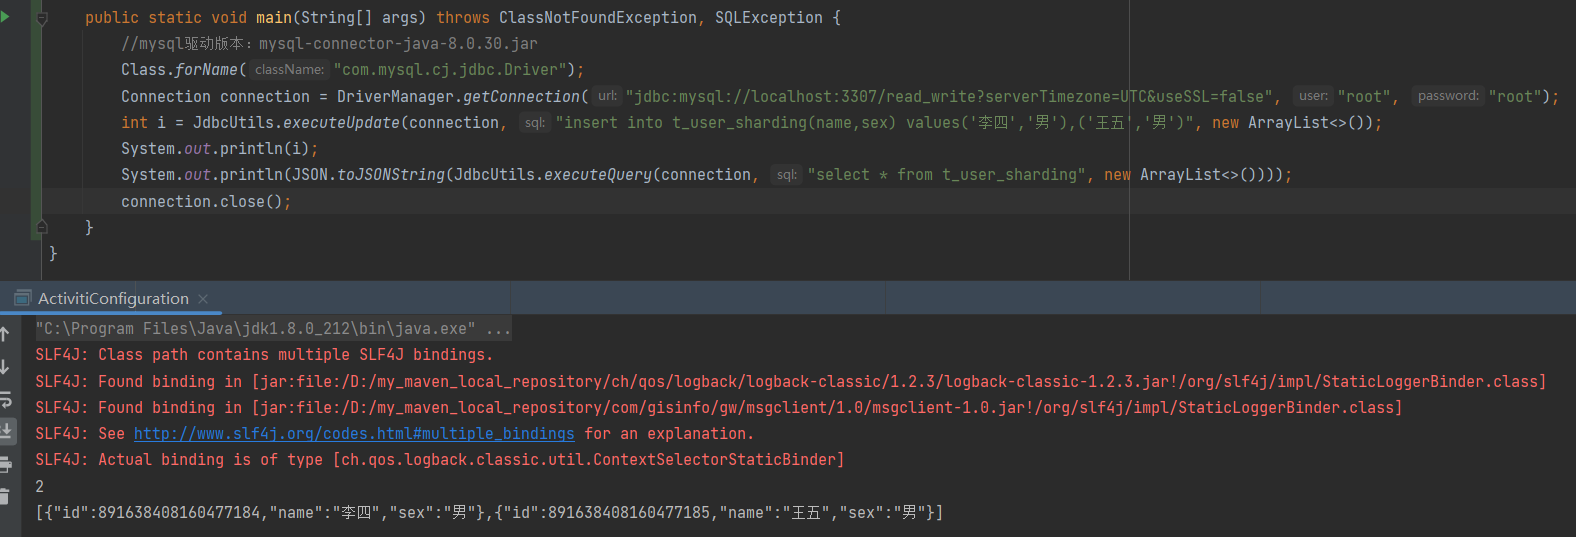 public static void main(String[] args) throws ClassNotFoundException, SQLException {
//mysql驱动版本：mysql-connector-java-8.0.30.jar
Class.forName( className: "com.mysql.cj.jdbc.Driver");
Connection connection = DriverManager.getConnection( url: "jdbc:mysql://localhost:3307/read_write?serverTimezone=UTC&useSSL=false", user: "root", password: "root");
int i = JdbcUtils.executeUpdate(connection, sql: "insert into t_user_sharding(name,sex) values('李四','男'),('王五','男')", new ArrayList<>());
System.out.println(i);
System.out.println(JSON.toJSONString(JdbcUtils.executeQuery(connection, sql: "select * from t_user_sharding", new ArrayList<>())));
connection.close();
}
}
ActivitiConfiguration ×
"C:\Program Files\Java\jdk1.8.0_212\bin\java.exe" ...
SLF4J: Class path contains multiple SLF4J bindings.
SLF4J: Found binding in [jar:file:/D:/my_maven_local_repository/ch/qos/logback/logback-classic/1.2.3/logback-classic-1.2.3.jar!/org/slf4j/impl/StaticLoggerBinder.class]
SLF4J: Found binding in [jar:file:/D:/my_maven_local_repository/com/gisinfo/gw/msgclient/1.0/msgclient-1.0.jar!/org/slf4j/impl/StaticLoggerBinder.class]
SLF4J: See http://www.slf4j.org/codes.html#multiple_bindings for an explanation.
SLF4J: Actual binding is of type [ch.qos.logback.classic.util.ContextSelectorStaticBinder]
2
[{"id":891638408160477184,"name":"李四","sex":"男"},{"id":891638408160477185,"name":"王五","sex":"男"}]